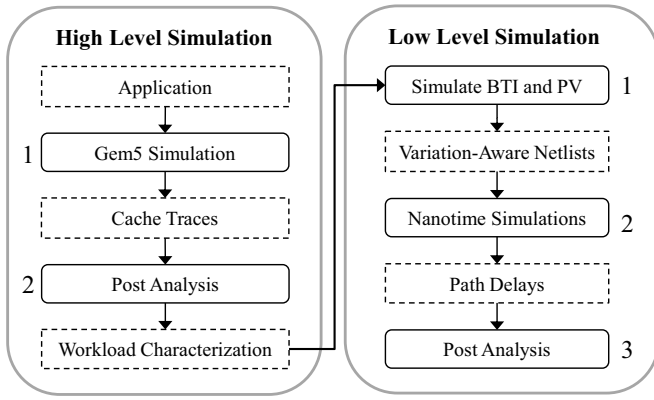 High Level Simulation
Application
1
Gem5 Simulation
Cache Traces
2
Post Analysis
Workload Characterization
Low Level Simulation
Simulate BTI and PV
1
Variation-Aware Netlists
Nanotime Simulations
2
Path Delays
Post Analysis
3